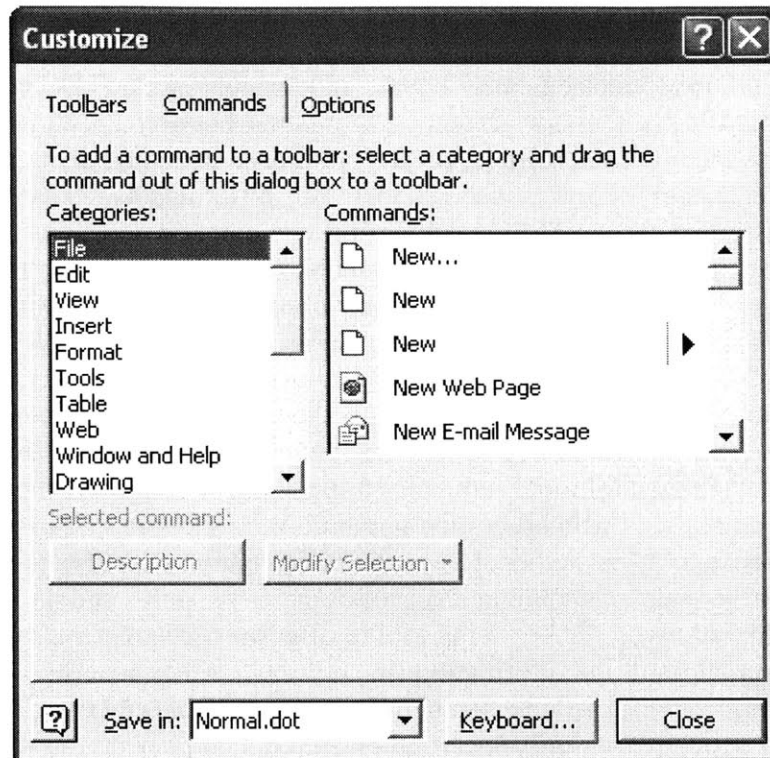 Customize
Toolbars Commands Options
To add a command to a toolbar: select a category and drag the
command out of this dialog box to a toolbar.
Categories:
File
Edit
View
Insert
Format
Tools
Table
Web
Window and Help
Drawing
Commands:
New...
New
New
New Web Page
New E-mail Message
Selected command:
Description Modify Selection
Save in: Normal.dot Keyboard... Close